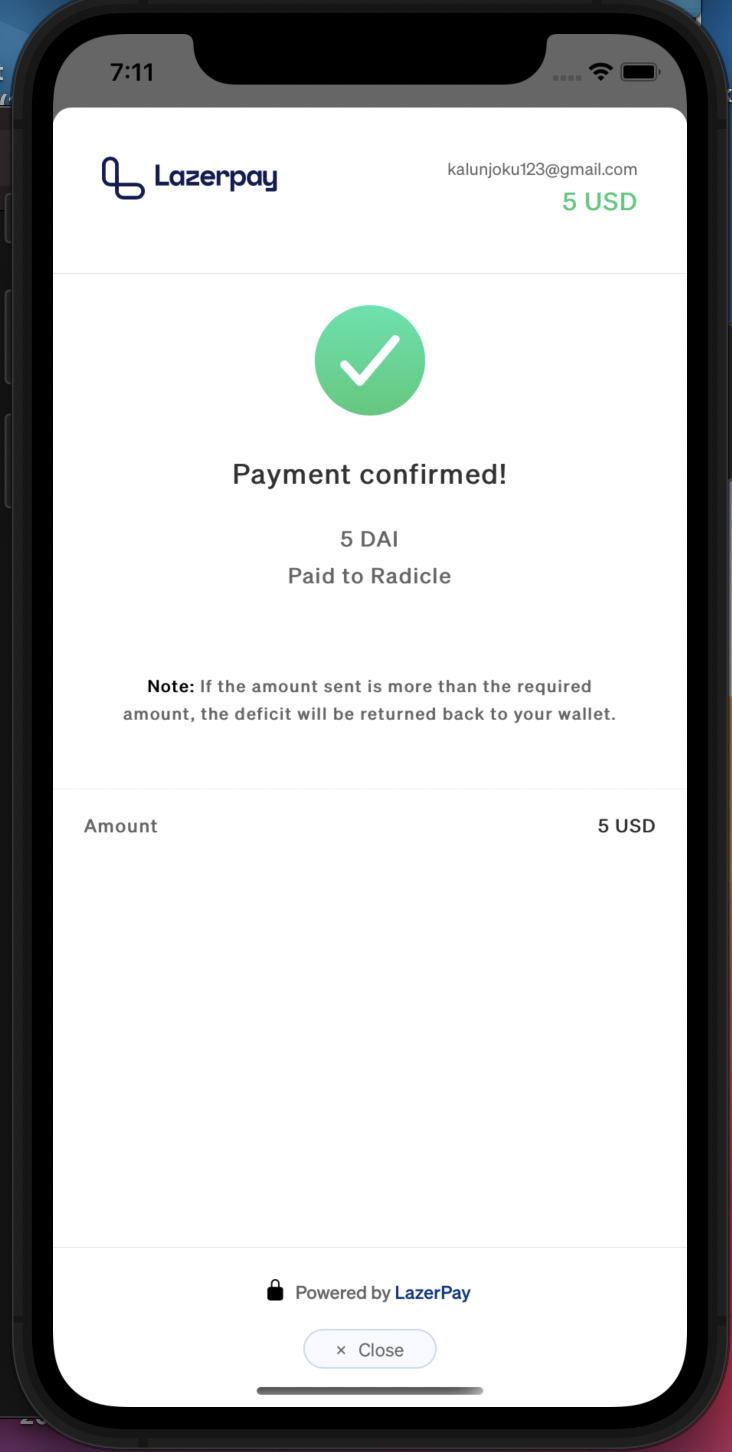 7:11
Lazerpay
kalunjoku123@gmail.com
5 USD
Payment confirmed!
5 DAI
Paid to Radicle
Note: If the amount sent is more than the required
amount, the deficit will be returned back to your wallet.
Amount 5 USD
Powered by LazerPay
× Close